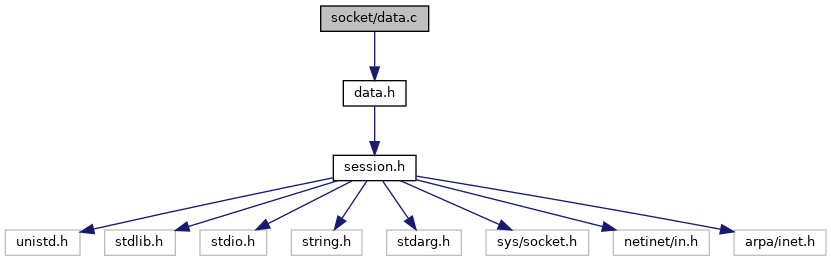 socket/data.c
data.h
session.h
unistd.h
stdlib.h
stdio.h
string.h
stdarg.h
sys/socket.h
netinet/in.h
arpa/inet.h